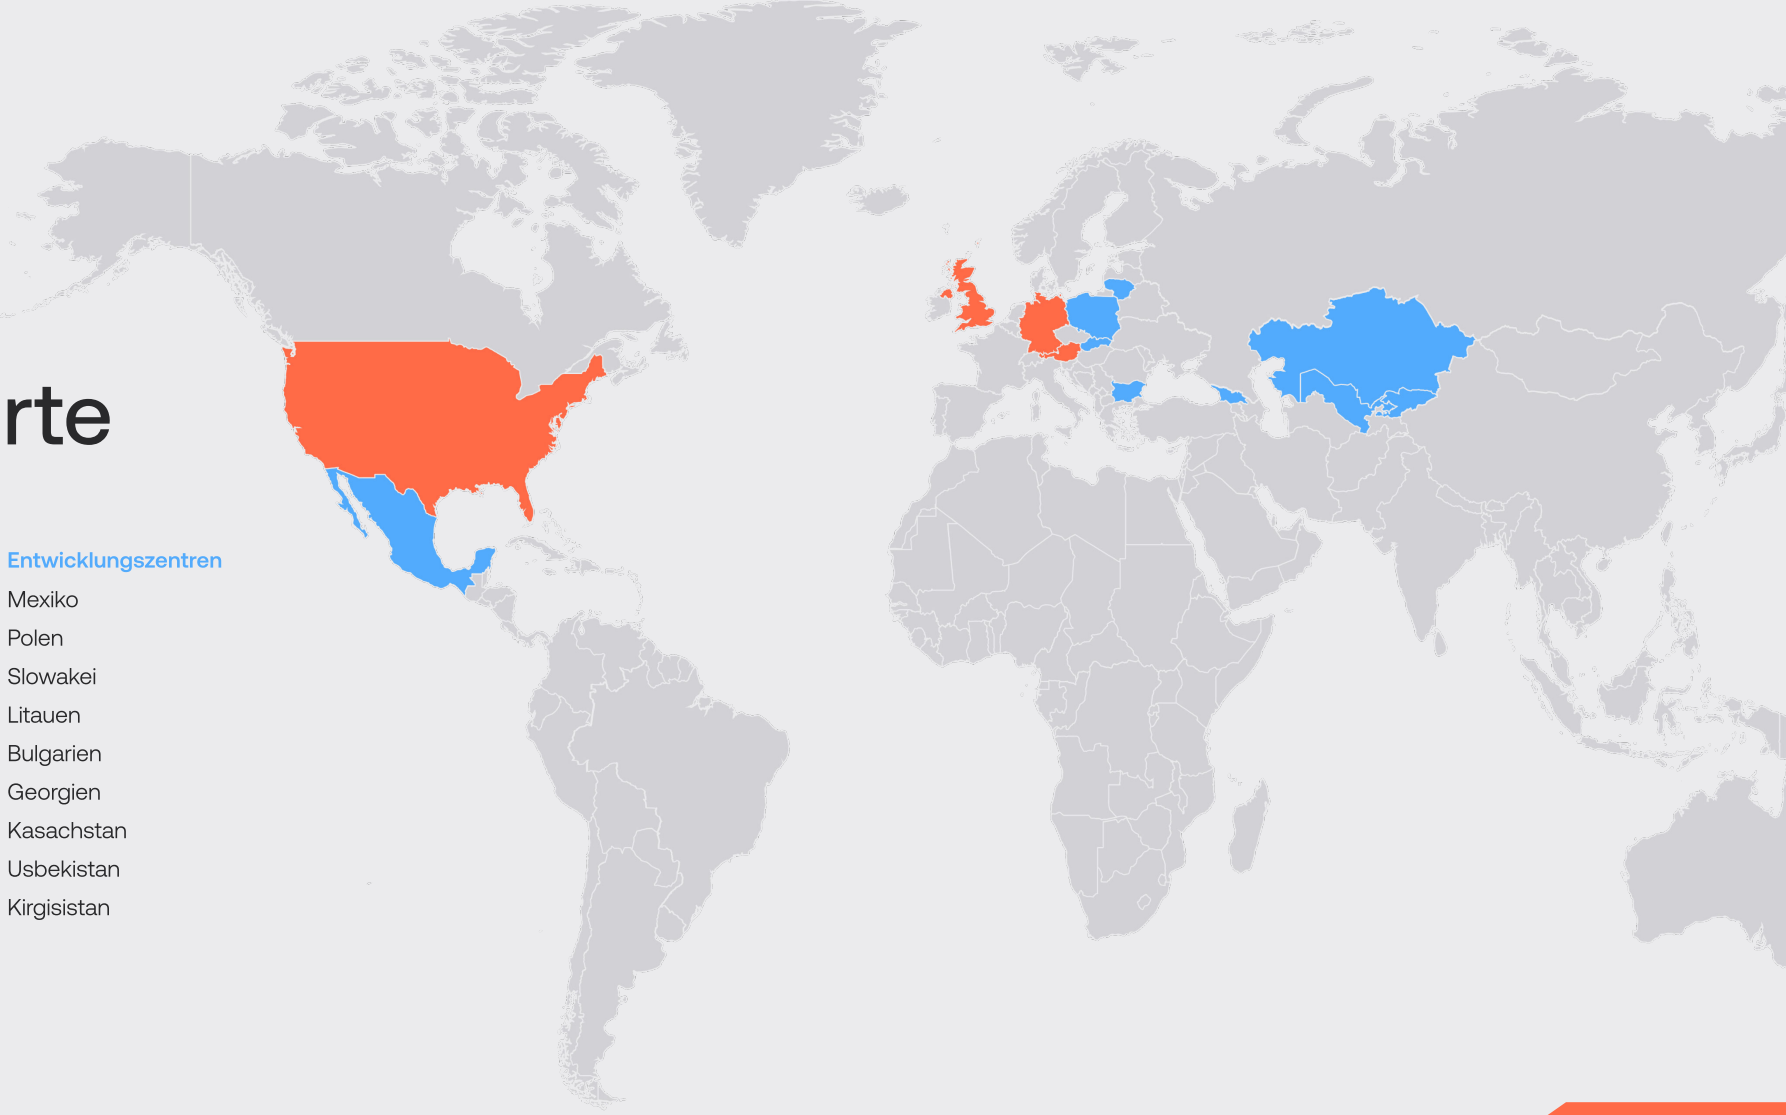 rte
Entwicklungszentren
Mexiko
Polen
Slowakei
Litauen
Bulgarien
Georgien
Kasachstan
Usbekistan
Kirgisistan